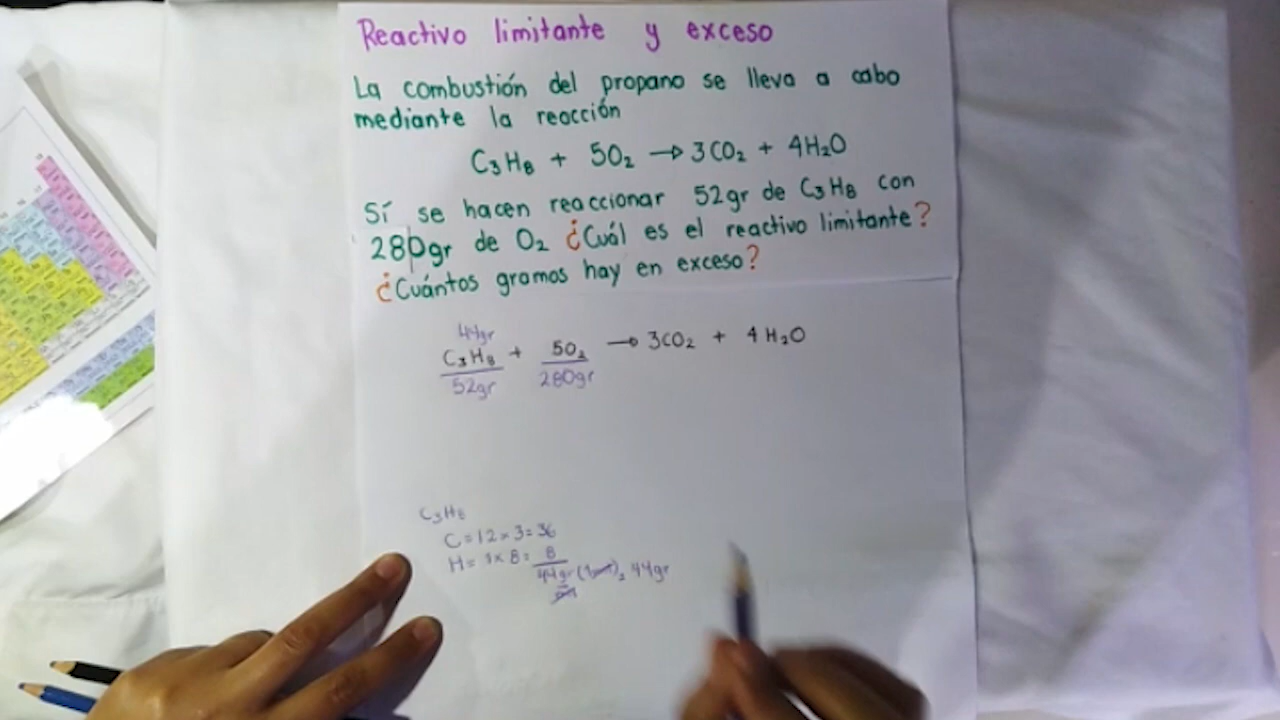 Reactivo limitante y exceso
La combustión del propano se lleva a cabo
mediante la reacción
C₃H₈ + 5O₂ → 3CO₂ + 4H₂O
Sí se hacen reaccionar 52gr de C₃H₈ con
280gr de O₂ ¿Cuál es el reactivo limitante?
¿Cuántos gramos hay en exceso?
44gr
C₃H₈ + 5O₂ → 3CO₂ + 4H₂O
52gr 280gr
C₃H₈
C=12×3=36
H= 1×8= 8
44gr (1mol) = 44gr
mol